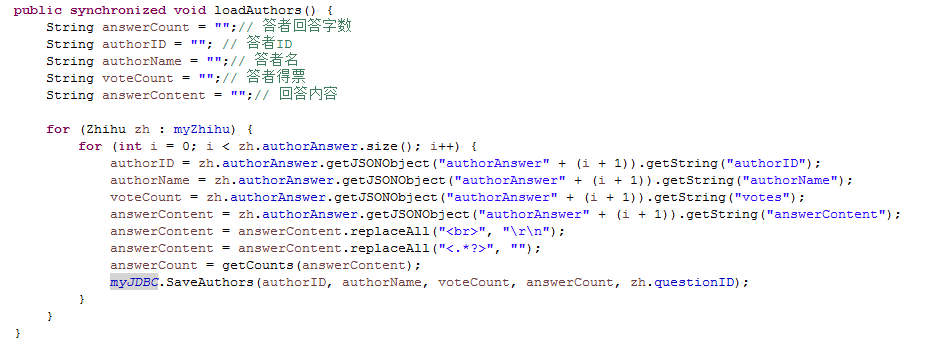 public synchronized void loadAuthors() {
    String answerCount = "";// 答者回答字数
    String authorID = ""; // 答者ID
    String authorName = "";// 答者名
    String voteCount = "";// 答者得票
    String answerContent = "";// 回答内容

    for (Zhihu zh : myZhihu) {
        for (int i = 0; i < zh.authorAnswer.size(); i++) {
            authorID = zh.authorAnswer.getJSONObject("authorAnswer" + (i + 1)).getString("authorID");
            authorName = zh.authorAnswer.getJSONObject("authorAnswer" + (i + 1)).getString("authorName");
            voteCount = zh.authorAnswer.getJSONObject("authorAnswer" + (i + 1)).getString("votes");
            answerContent = zh.authorAnswer.getJSONObject("authorAnswer" + (i + 1)).getString("answerContent");
            answerContent = answerContent.replaceAll("<br>", "\r\n");
            answerContent = answerContent.replaceAll("<.*?>", "");
            answerCount = getCounts(answerContent);
            myJDBC.SaveAuthors(authorID, authorName, voteCount, answerCount, zh.questionID);
        }
    }
}